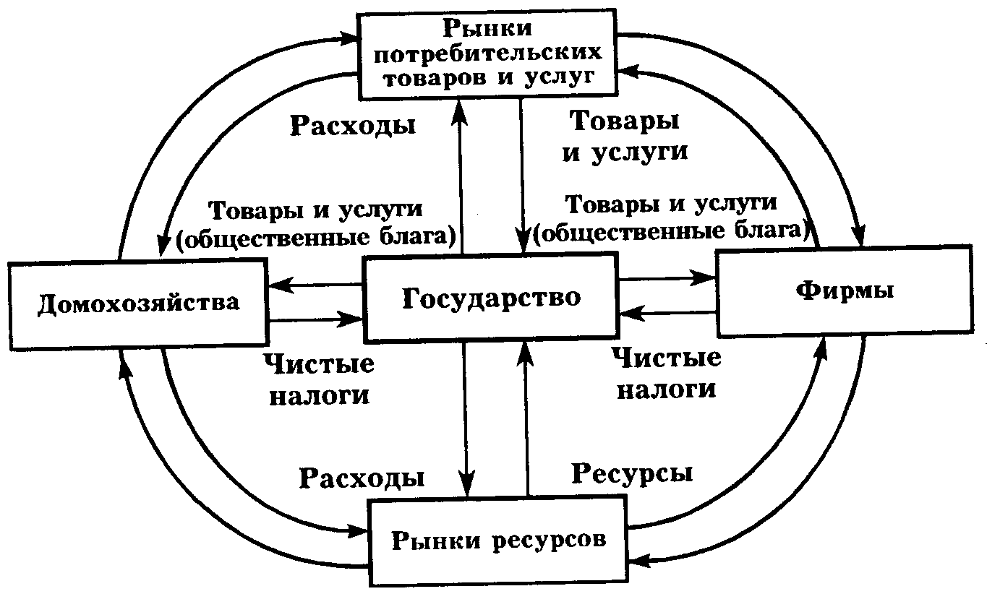 Рынки
потребительских
товаров и услуг
Расходы
Товары
и услуги
Товары и услуги
(общественные блага)
Товары и услуги
(общественные блага)
Домохозяйства
Государство
Фирмы
Чистые
налоги
Чистые
налоги
Расходы
Ресурсы
Рынки ресурсов